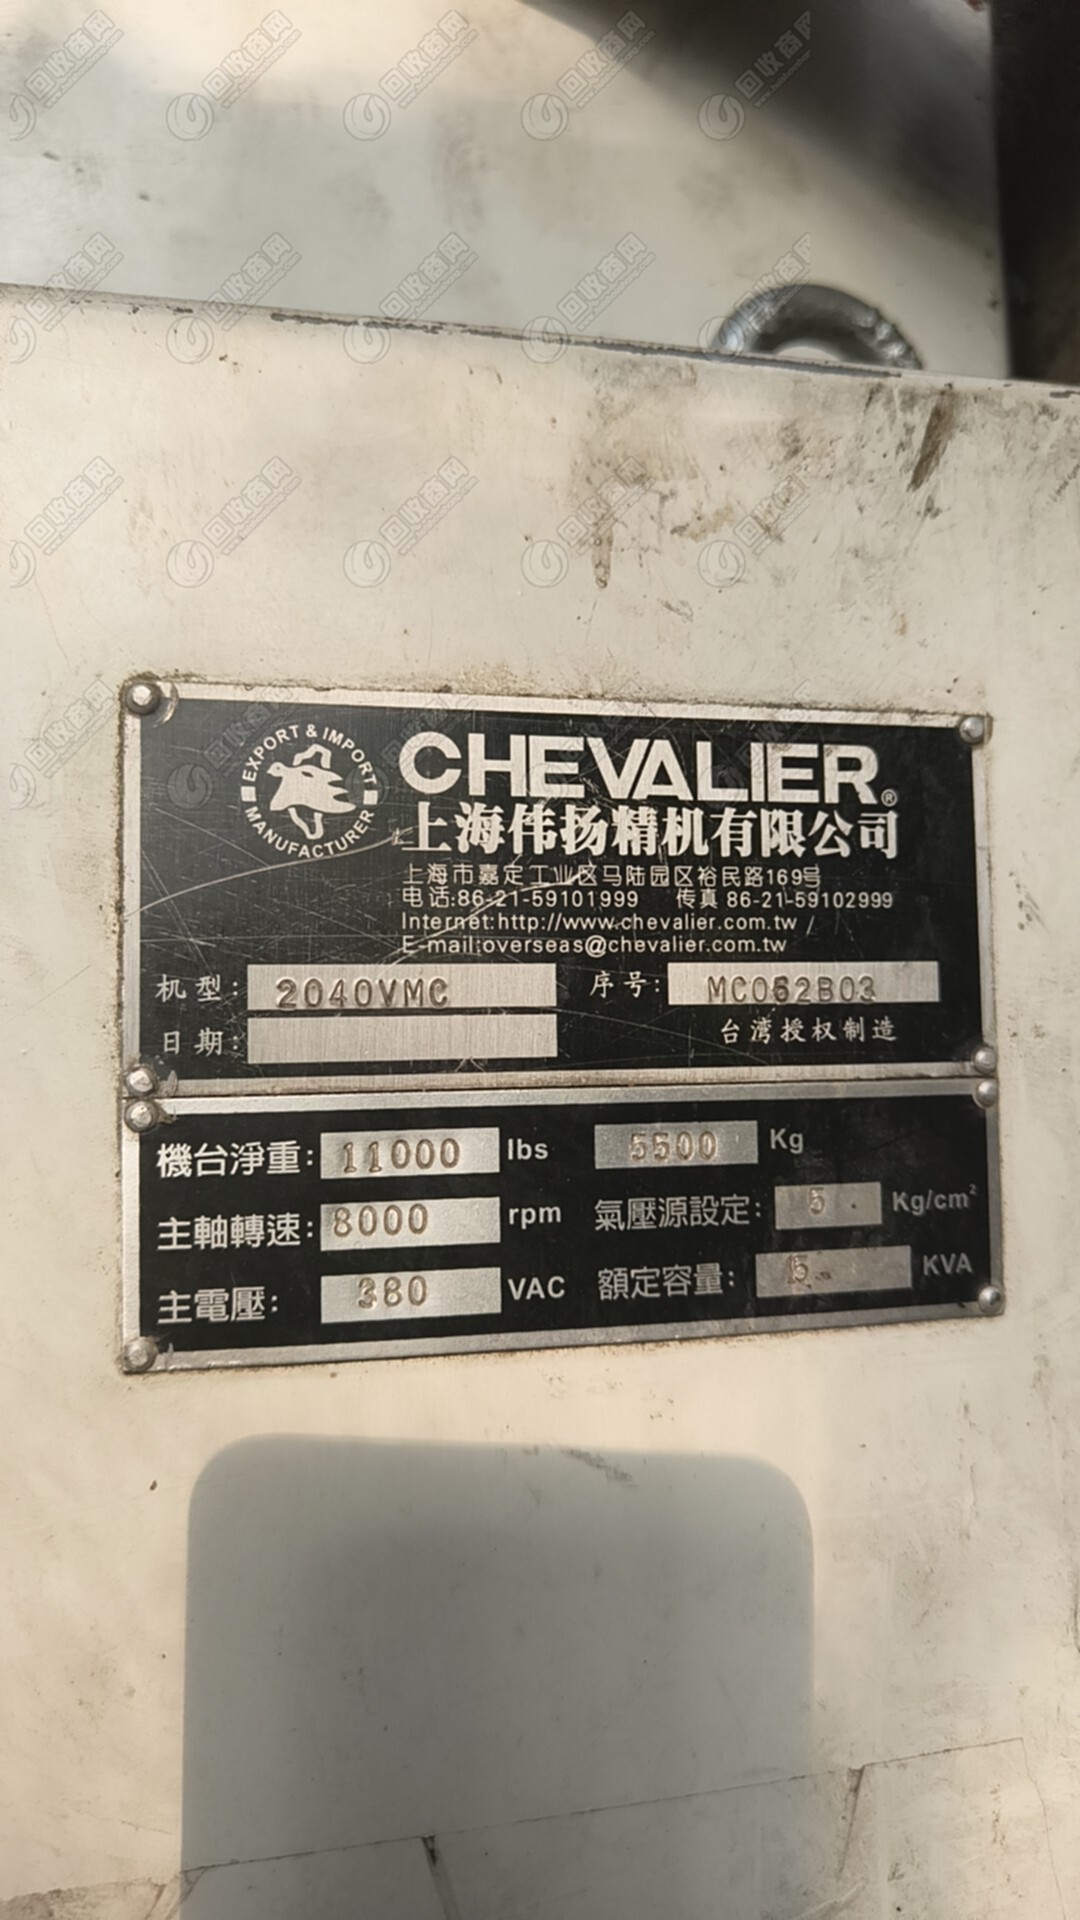 EXPORT & IMPORT
MANUFACTURER
CHEVALIER®
上海伟扬精机有限公司
上海市嘉定工业区马陆园区裕民路169号
电话:86-21-59101999 传真 86-21-59102999
Internet:http://www.chevalier.com.tw/
E-mail:overseas@chevalier.com.tw
机型: 2040VMC 序号: MC052B03
日期: 台湾授权制造
機台淨重: 11000 lbs 5500 Kg
主軸轉速: 8000 rpm 氣壓源設定: 5 Kg/cm²
主電壓: 380 VAC 額定容量: KVA
回收商网